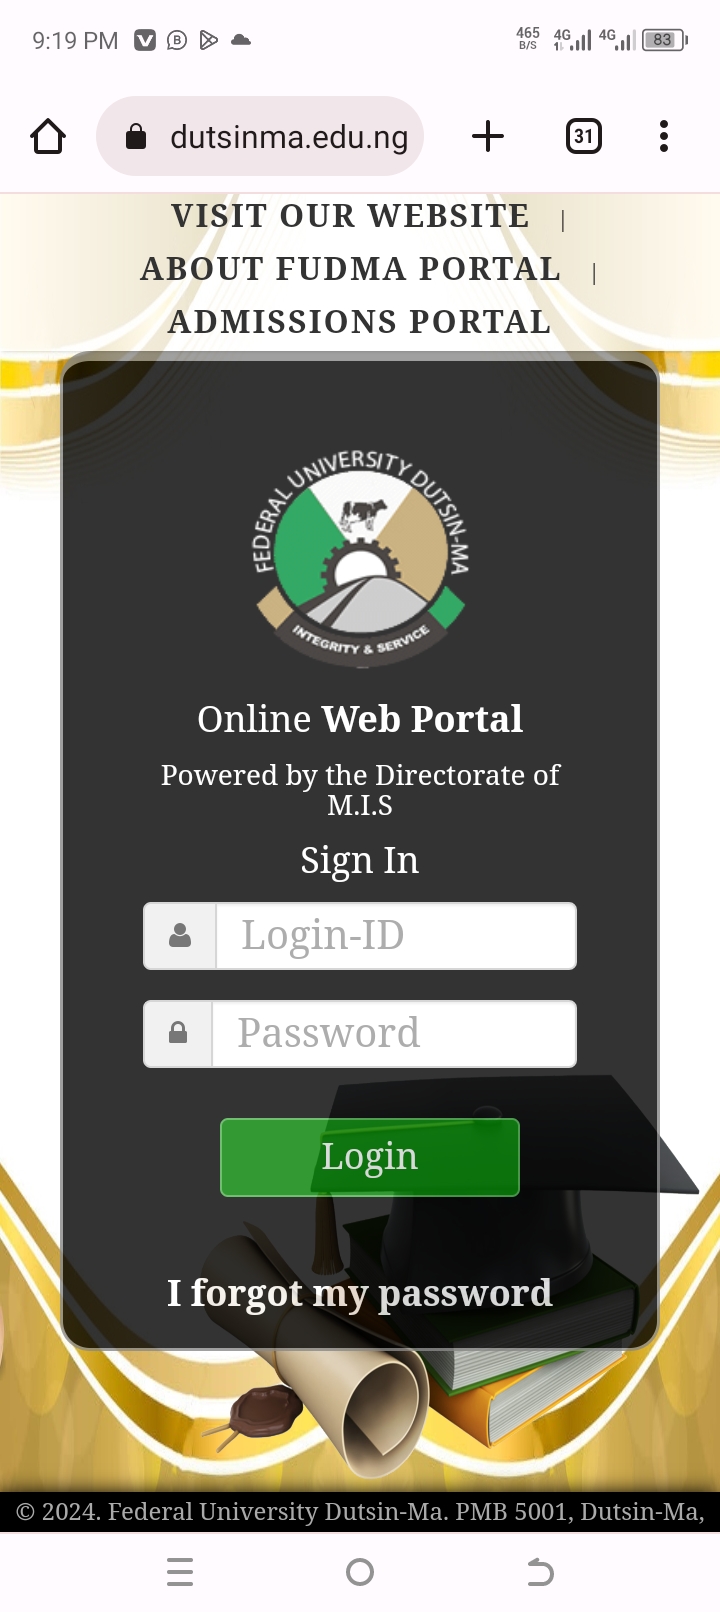 9:19 PM
465
B/S
4G
4G
83
dutsinma.edu.ng
31
VISIT OUR WEBSITE |
ABOUT FUDMA PORTAL |
ADMISSIONS PORTAL
FEDERAL UNIVERSITY DUTSIN-MA
INTEGRITY & SERVICE
Online Web Portal
Powered by the Directorate of
M.I.S
Sign In
Login-ID
Password
Login
I forgot my password
© 2024. Federal University Dutsin-Ma. PMB 5001, Dutsin-Ma,